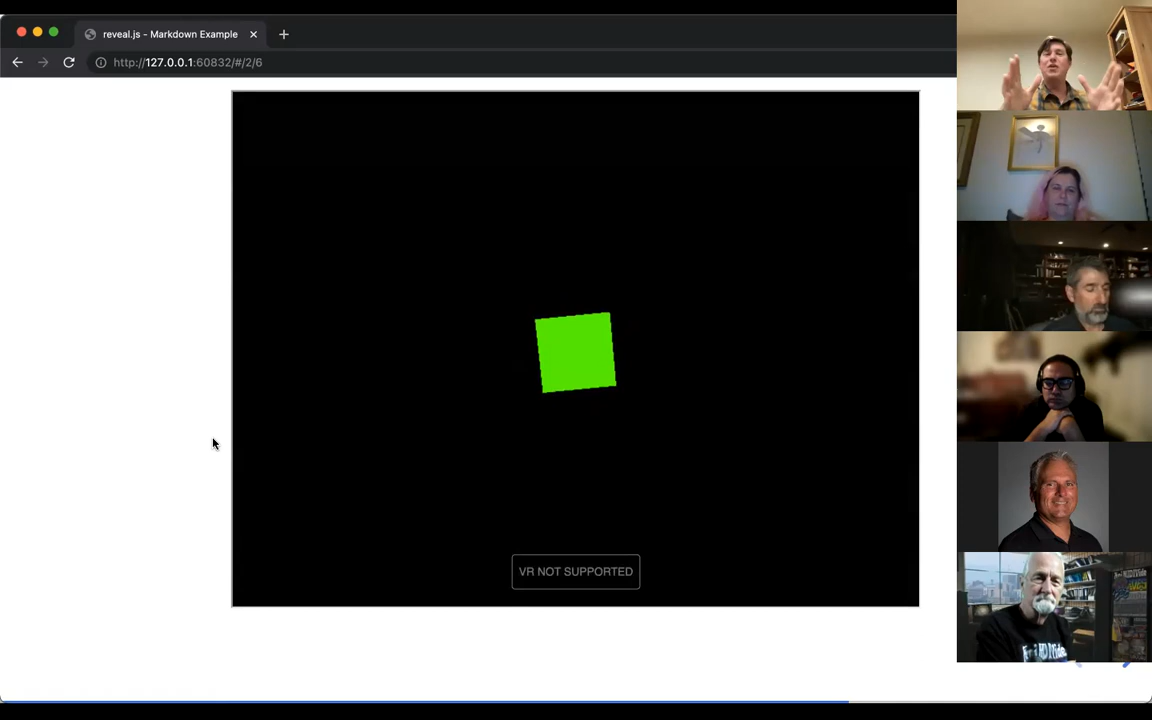 reveal.js - Markdown Example
http://127.0.0.1:60832/#/2/6
VR NOT SUPPORTED